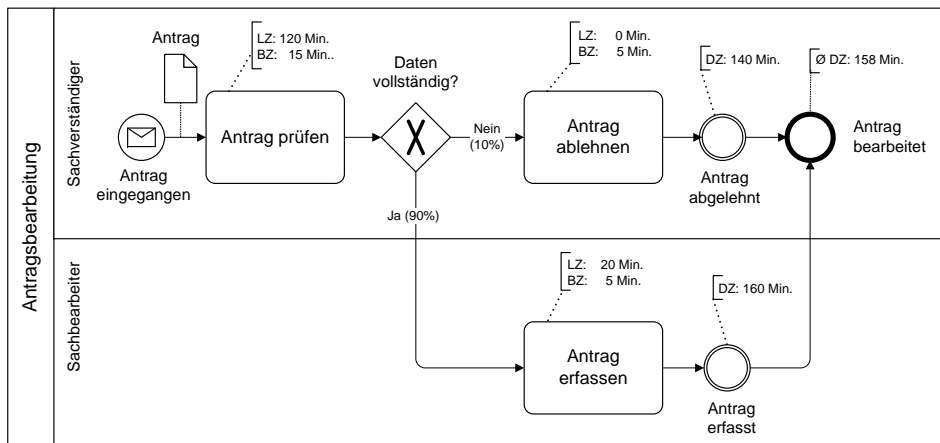 Antragsbearbeitung
Sachverständiger
Antrag
LZ: 120 Min.
BZ: 15 Min..
Antrag
eingegangen
Antrag prüfen
Daten
vollständig?
Nein
(10%)
Ja (90%)
LZ: 0 Min.
BZ: 5 Min.
Antrag
ablehnen
DZ: 140 Min.
Antrag
abgelehnt
Ø DZ: 158 Min.
Antrag
bearbeitet
Sachbearbeiter
LZ: 20 Min.
BZ: 5 Min.
Antrag
erfassen
DZ: 160 Min.
Antrag
erfasst